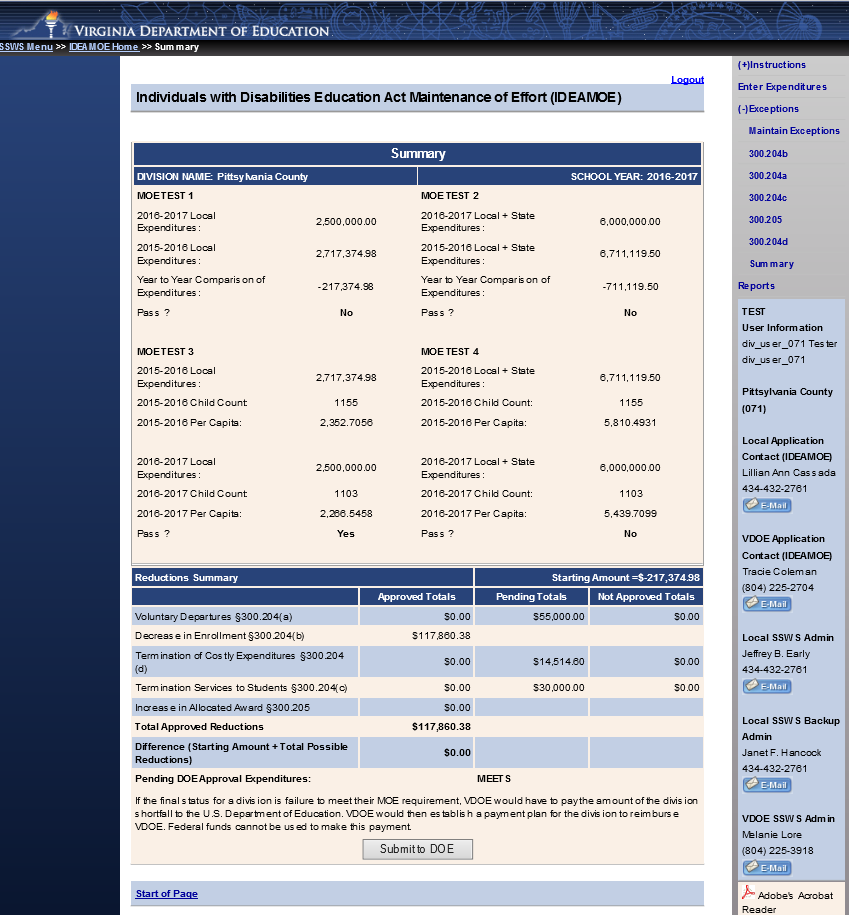 VIRGINIA DEPARTMENT OF EDUCATION
SSWS Menu >> IDEAMOE Home >> Summary
Logout
Individuals with Disabilities Education Act Maintenance of Effort (IDEAMOE)
Summary
DIVISION NAME: Pittsylvania County SCHOOL YEAR: 2016-2017
MOE TEST 1 MOE TEST 2
2016-2017 Local Expenditures: 2,500,000.00 2016-2017 Local + State Expenditures: 6,000,000.00
2015-2016 Local Expenditures: 2,717,374.98 2015-2016 Local + State Expenditures: 6,711,119.50
Year to Year Comparison of Expenditures: -217,374.98 Year to Year Comparison of Expenditures: -711,119.50
Pass ? No Pass ? No
MOE TEST 3 MOE TEST 4
2015-2016 Local Expenditures: 2,717,374.98 2015-2016 Local + State Expenditures: 6,711,119.50
2015-2016 Child Count: 1155 2015-2016 Child Count: 1155
2015-2016 Per Capita: 2,352.7056 2015-2016 Per Capita: 5,810.4931
2016-2017 Local Expenditures: 2,500,000.00 2016-2017 Local + State Expenditures: 6,000,000.00
2016-2017 Child Count: 1103 2016-2017 Child Count: 1103
2016-2017 Per Capita: 2,266.5458 2016-2017 Per Capita: 5,439.7099
Pass ? Yes Pass ? No
Reductions Summary Starting Amount =$-217,374.98
Approved Totals Pending Totals Not Approved Totals
Voluntary Departures §300.204(a) $0.00 $55,000.00 $0.00
Decrease in Enrollment §300.204(b) $117,860.38
Termination of Costly Expenditures §300.204 (d) $0.00 $14,514.60 $0.00
Termination Services to Students §300.204(c) $0.00 $30,000.00 $0.00
Increase in Allocated Award §300.205 $0.00
Total Approved Reductions $117,860.38
Difference (Starting Amount + Total Possible Reductions) $0.00
Pending DOE Approval Expenditures: MEETS
If the final status for a division is failure to meet their MOE requirement, VDOE would have to pay the amount of the division
shortfall to the U.S. Department of Education. VDOE would then establish a payment plan for the division to reimburse
VDOE. Federal funds cannot be used to make this payment.
Submit to DOE
Start of Page
(+)Instructions
Enter Expenditures
(-)Exceptions
Maintain Exceptions
300.204b
300.204a
300.204c
300.205
300.204d
Summary
Reports
TEST
User Information
div_user_071 Tester
div_user_071
Pittsylvania County
(071)
Local Application
Contact (IDEAMOE)
Lillian Ann Cassada
434-432-2761
E-Mail
VDOE Application
Contact (IDEAMOE)
Tracie Coleman
(804) 225-2704
E-Mail
Local SSWS Admin
Jeffrey B. Early
434-432-2761
E-Mail
Local SSWS Backup
Admin
Janet F. Hancock
434-432-2761
E-Mail
VDOE SSWS Admin
Melanie Lore
(804) 225-3918
E-Mail
Adobe's Acrobat
Reader